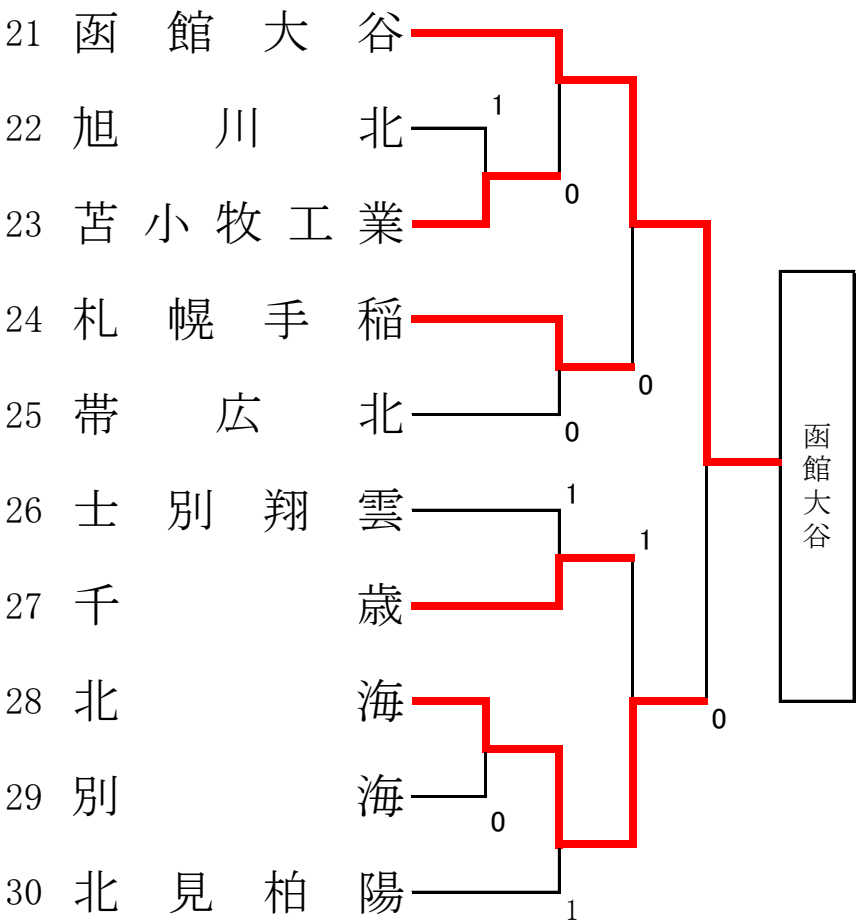 21 函館大谷
1
22 旭川北
0
23 苫小牧工業
24 札幌手稲
0
25 帯広北
0
函館大谷
1
26 士別翔雲
1
27 千歳
28 北海
0
29 別海
0
30 北見柏陽
1